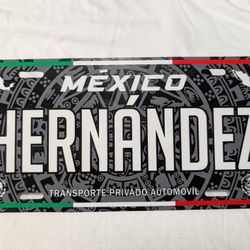 MÉXICO
HERNÁNDEZ
TRANSPORTE PRIVADO AUTOMOVIL